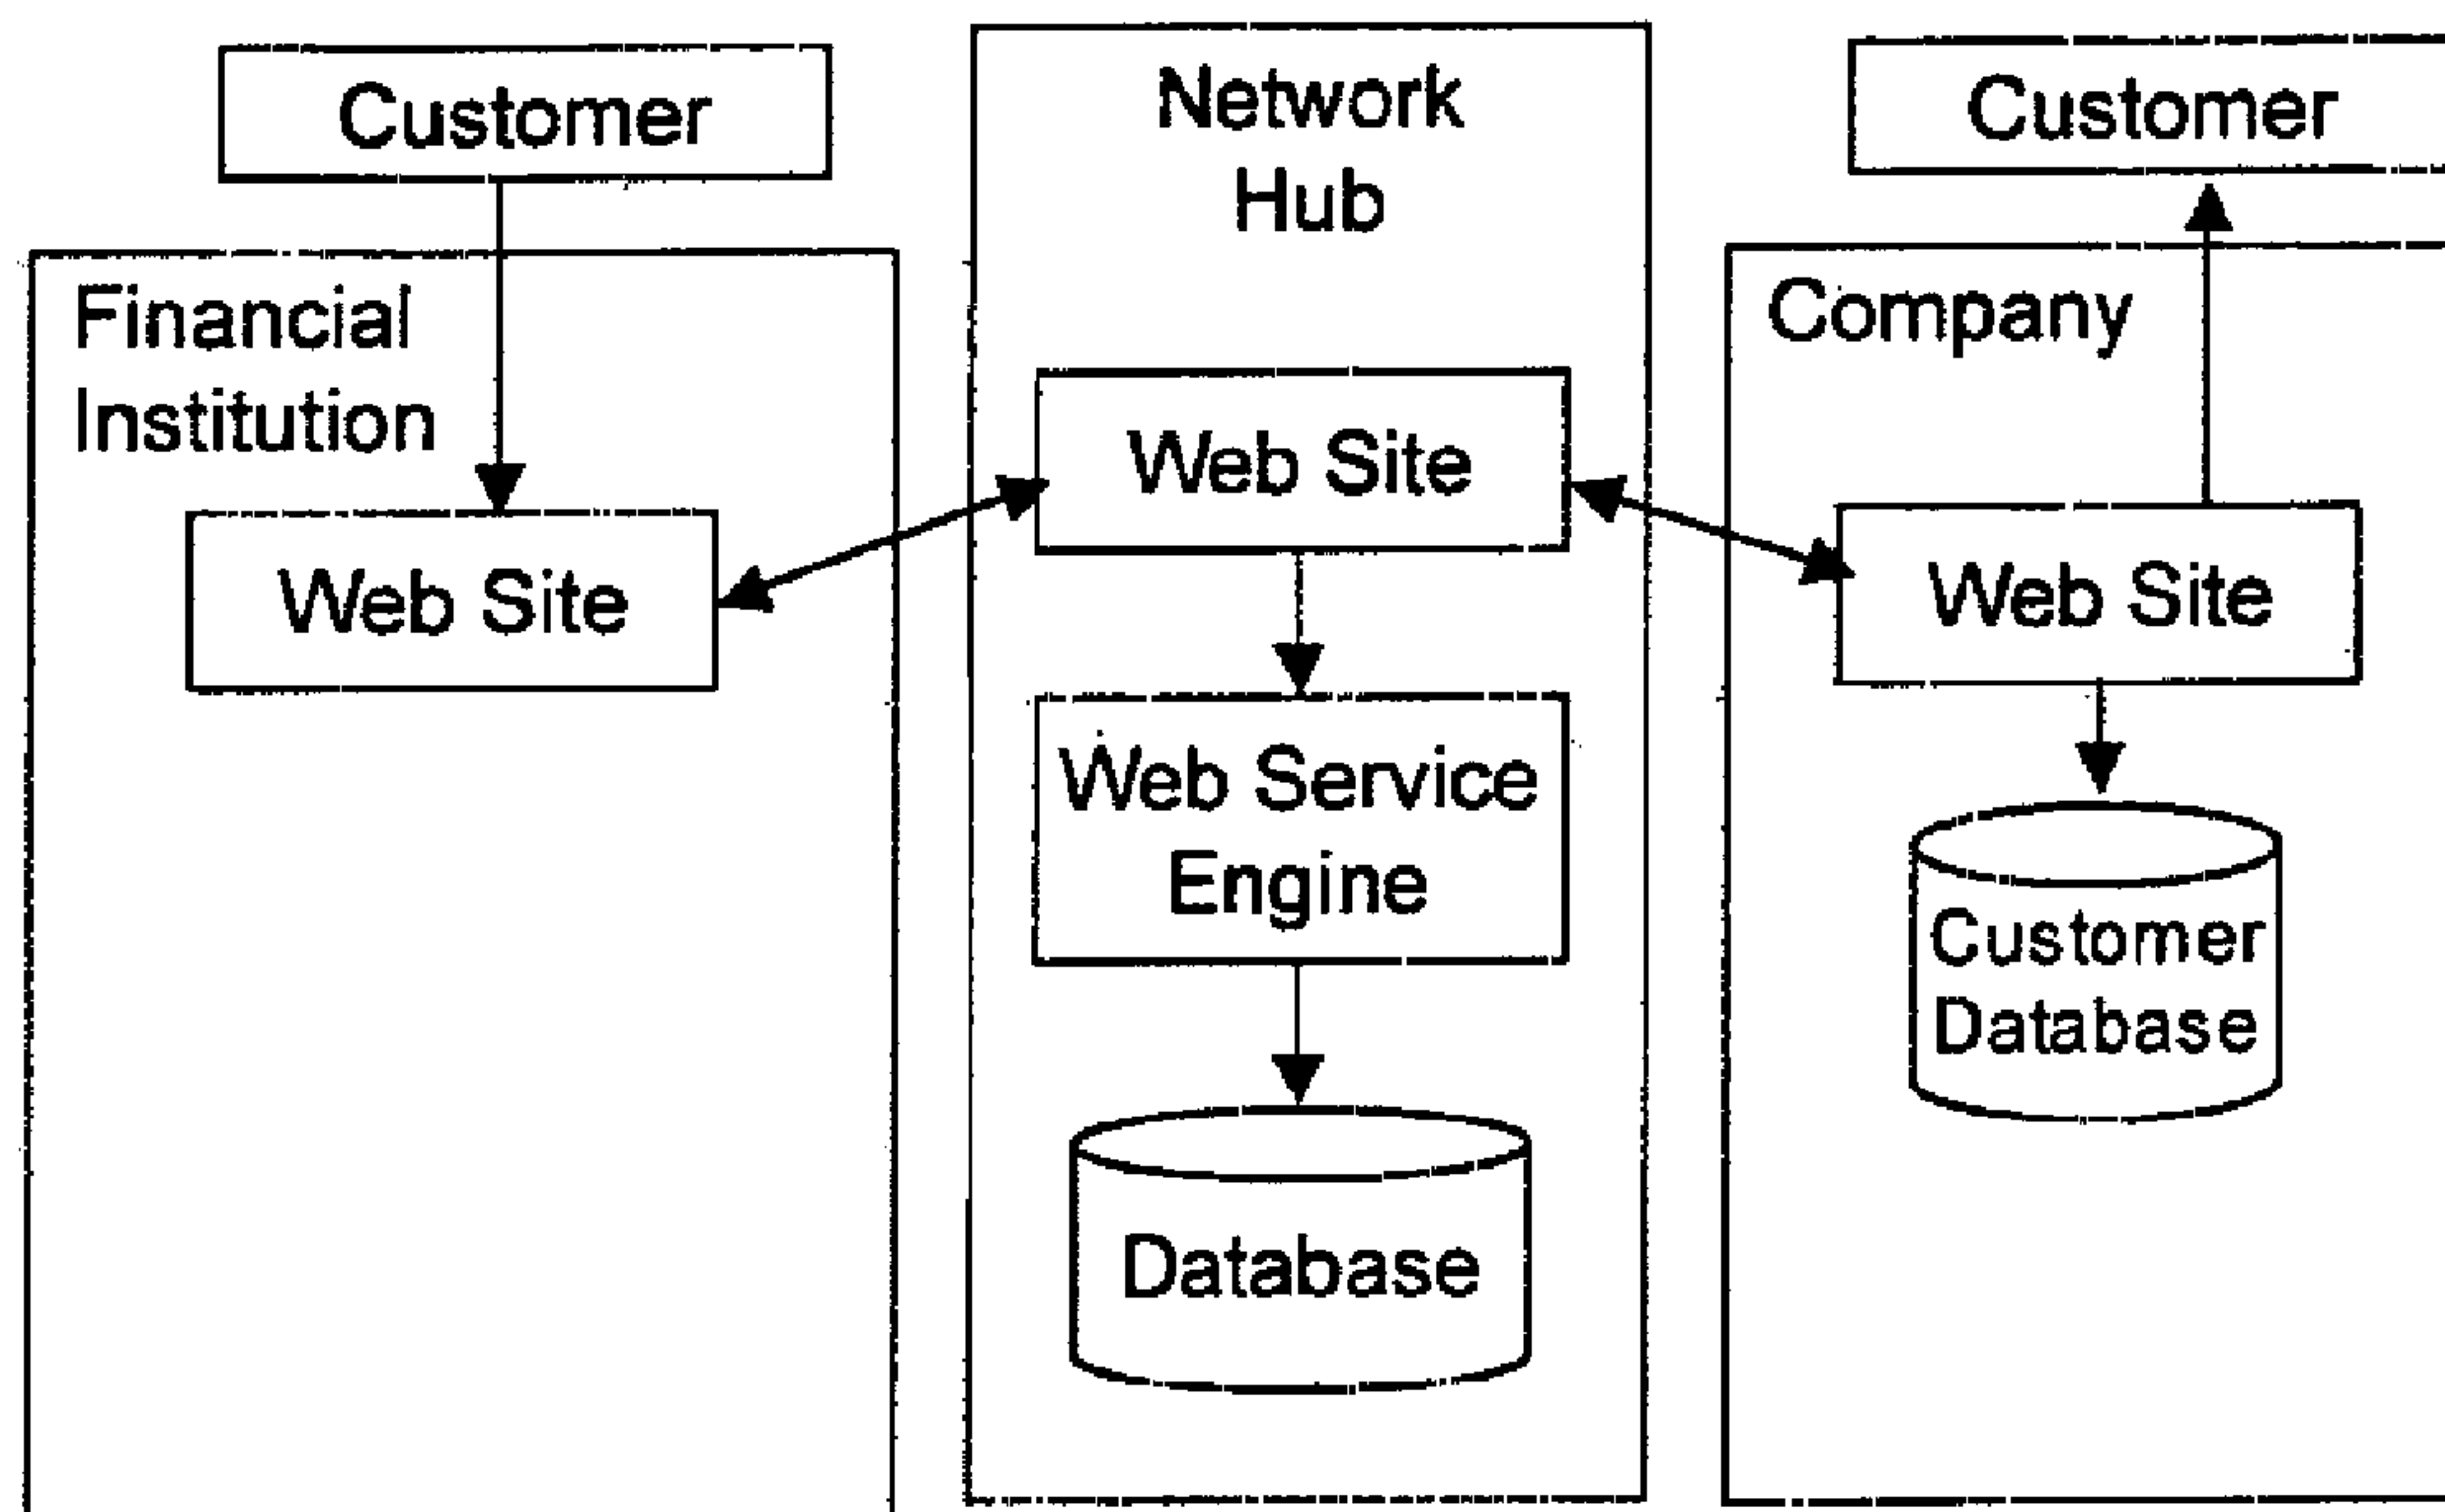 Customer
Financial
Institution
Web Site
Network
Hub
Web Site
Web Service
Engine
Database
Customer
Company
Web Site
Customer
Database